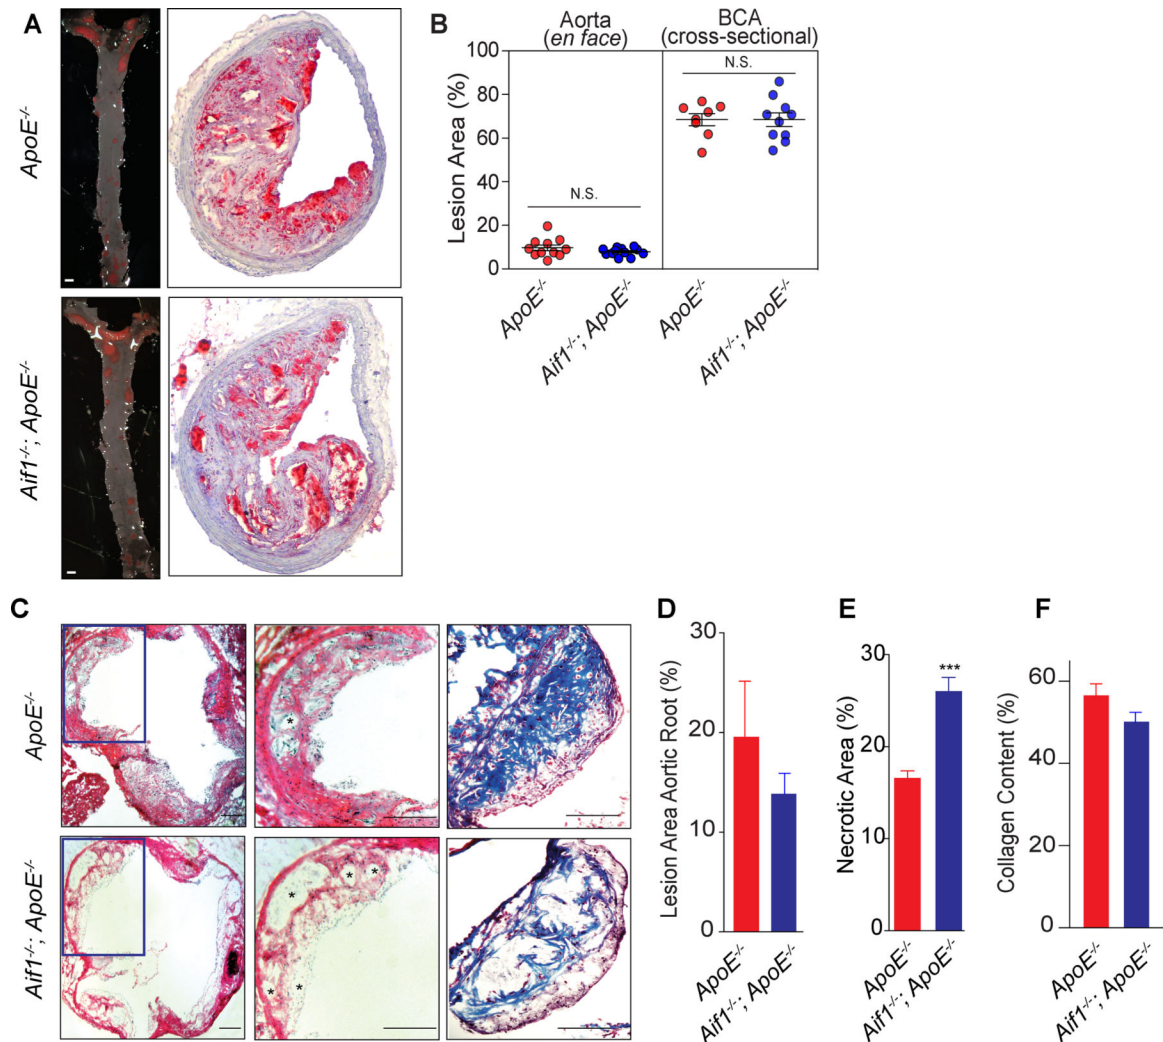 A
ApoE-/-
Aif1-/-; ApoE-/-
B
Aorta
(en face)
BCA
(cross-sectional)
Lesion Area (%)
100
80
60
40
20
0
N.S.
N.S.
ApoE-/-
Aif1-/-; ApoE-/-
ApoE-/-
Aif1-/-; ApoE-/-
C
ApoE-/-
Aif1-/-; ApoE-/-
*
*
*
*
*
*
D
Lesion Area Aortic Root (%)
30
20
10
0
ApoE-/-
Aif1-/-; ApoE-/-
E
Necrotic Area (%)
30
20
10
0
***
ApoE-/-
Aif1-/-; ApoE-/-
F
Collagen Content (%)
60
40
20
0
ApoE-/-
Aif1-/-; ApoE-/-